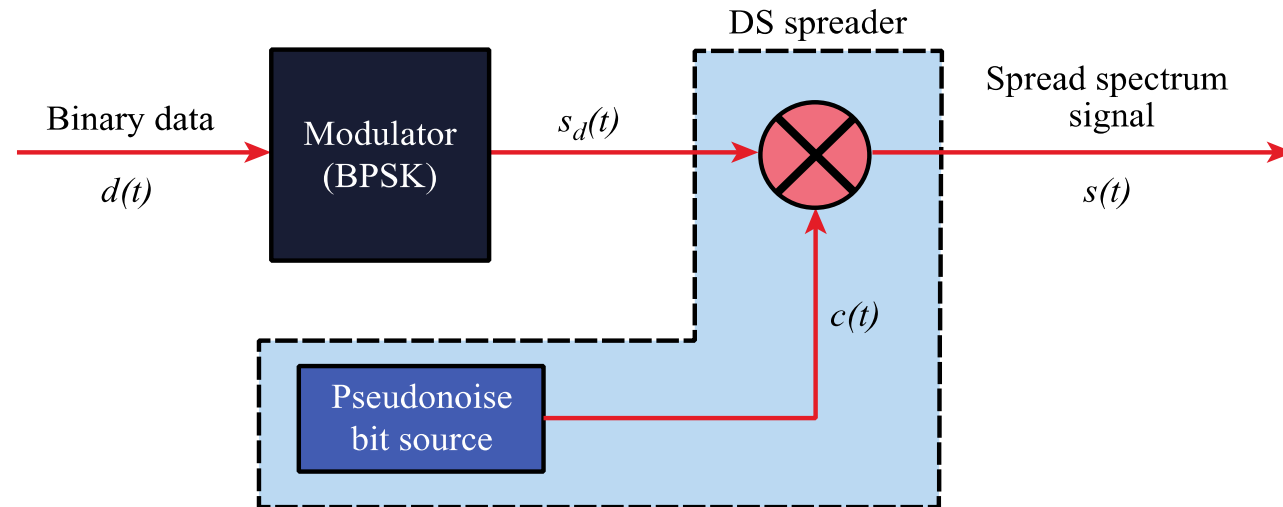 DS spreader
Binary data
d(t)
Modulator
(BPSK)
s_d(t)
Spread spectrum
signal
s(t)
c(t)
Pseudonoise
bit source